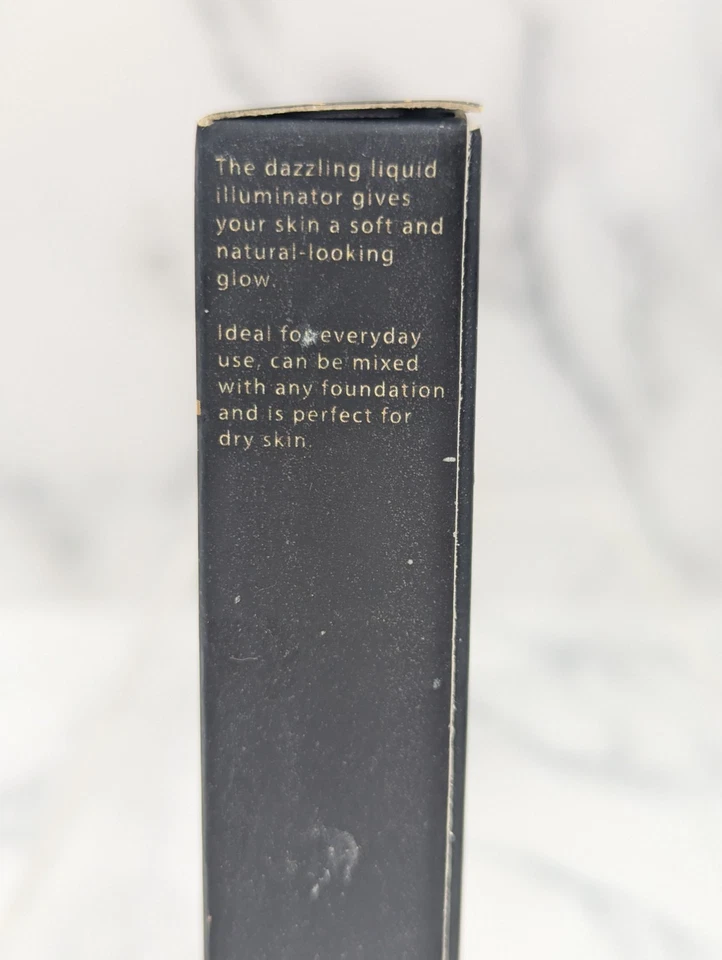 The dazzling liquid
illuminator gives
your skin a soft and
natural-looking
glow.
Ideal for everyday
use, can be mixed
with any foundation
and is perfect for
dry skin.